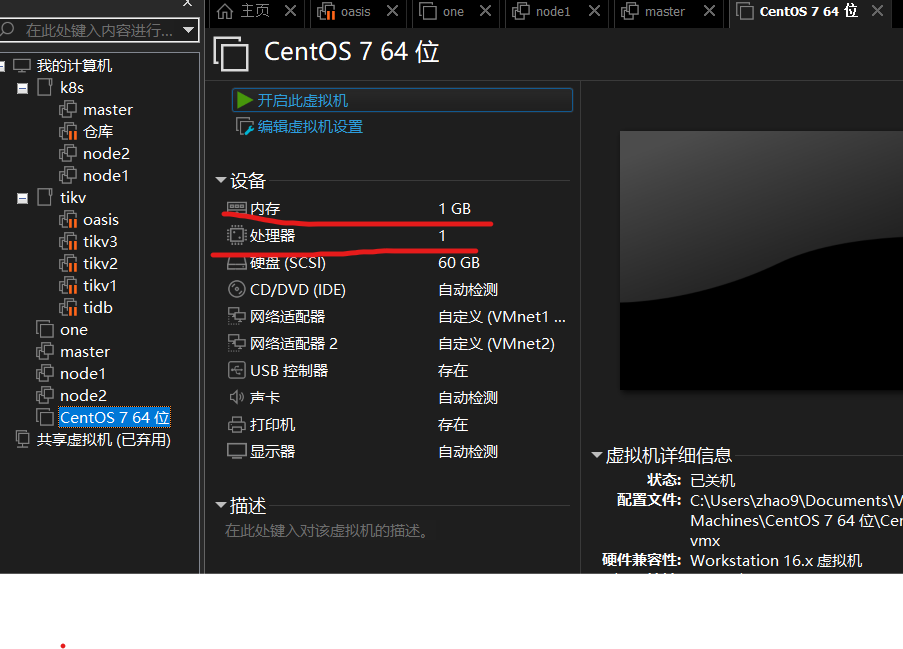 主页
oasis
one
node1
master
CentOS 7 64 位
在此处键入内容进行...
我的计算机
k8s
master
仓库
node2
node1
tikv
oasis
tikv3
tikv2
tikv1
tidb
one
master
node1
node2
CentOS 7 64 位
共享虚拟机 (已弃用)
CentOS 7 64 位
开启此虚拟机
编辑虚拟机设置
设备
内存 1 GB
处理器 1
硬盘 (SCSI) 60 GB
CD/DVD (IDE) 自动检测
网络适配器 自定义 (VMnet1 ...
网络适配器 2 自定义 (VMnet2)
USB 控制器 存在
声卡 自动检测
打印机 存在
显示器 自动检测
描述
在此处键入对该虚拟机的描述。
虚拟机详细信息
状态: 已关机
配置文件: C:\Users\zhao9\Documents\V
Machines\CentOS 7 64 位\Cer
vmx
硬件兼容性: Workstation 16.x 虚拟机